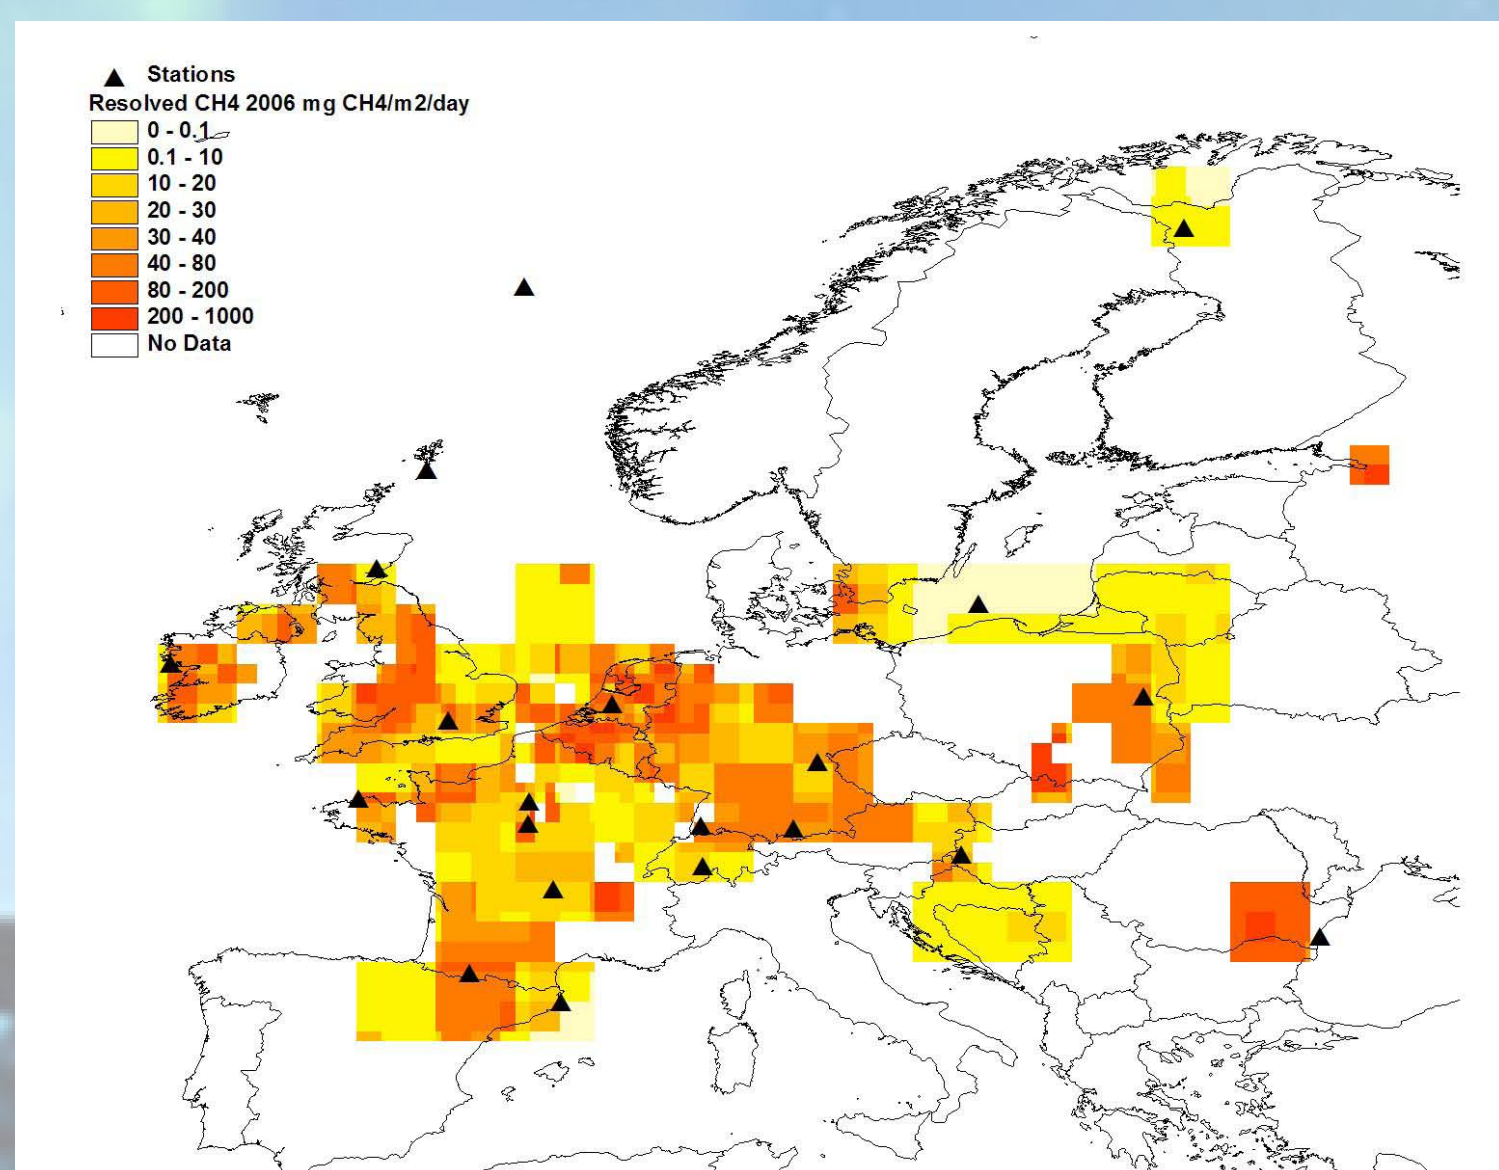 Stations
Resolved CH4 2006 mg CH4/m2/day
0 - 0.1
0.1 - 10
10 - 20
20 - 30
30 - 40
40 - 80
80 - 200
200 - 1000
No Data